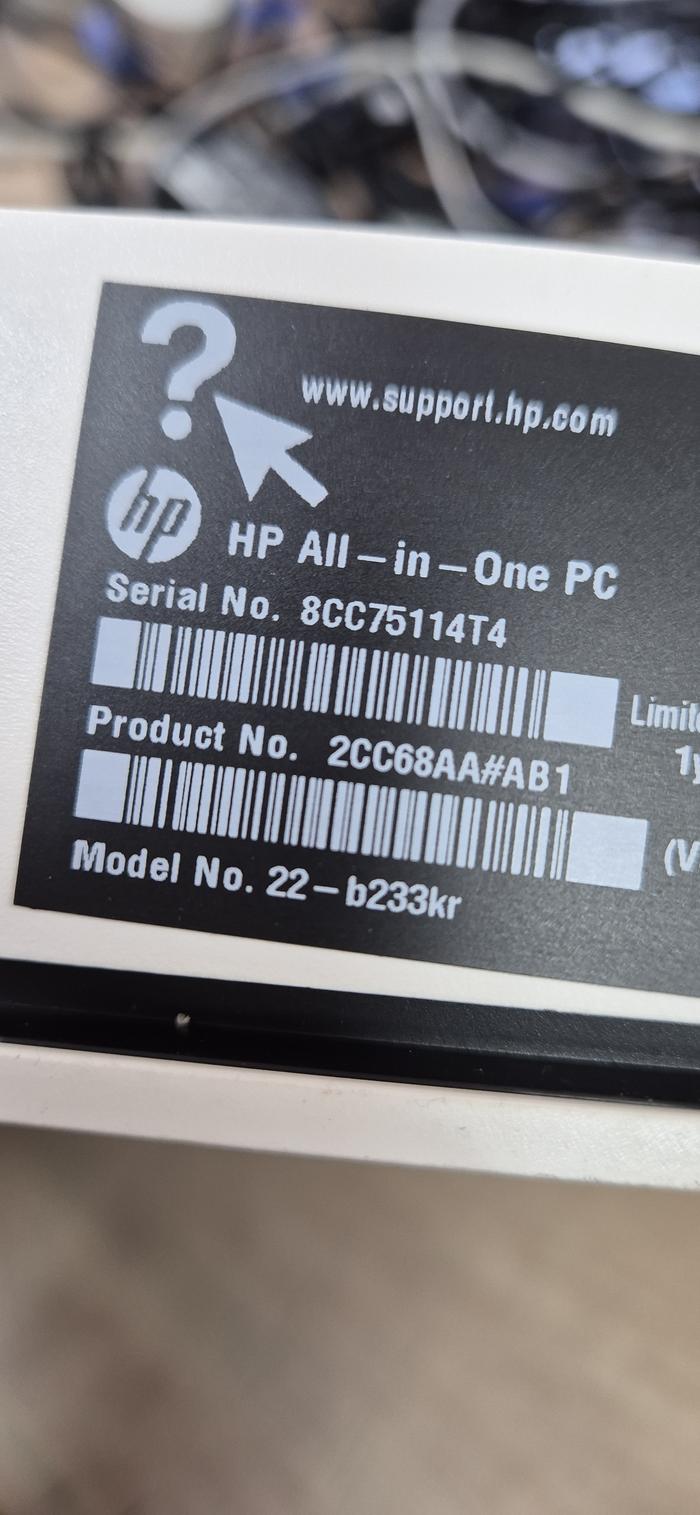 ?
www.support.hp.com
hp
HP All-in-One PC
Serial No. 8CC75114T4
Product No. 2CC68AA#AB1
Model No. 22-b233kr